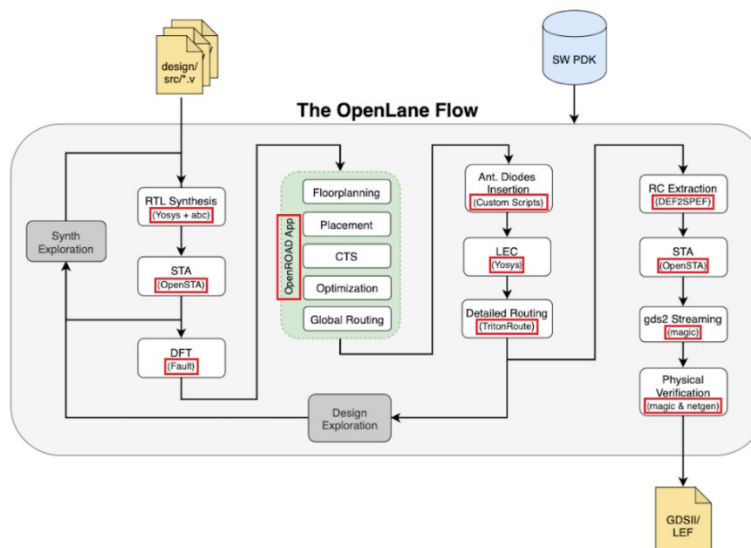 design/
src/*.v
SW PDK
The OpenLane Flow
RTL Synthesis
(Yosys + abc)
Synth
Exploration
STA
(OpenSTA)
DFT
(Fault)
OpenROAD App
Floorplanning
Placement
CTS
Optimization
Global Routing
Design
Exploration
Ant. Diodes
Insertion
(Custom Scripts)
LEC
(Yosys)
Detailed Routing
(TritonRoute)
RC Extraction
(DEF2SPEF)
STA
(OpenSTA)
gds2 Streaming
(magic)
Physical
Verification
(magic & netgen)
GDSII/
LEF